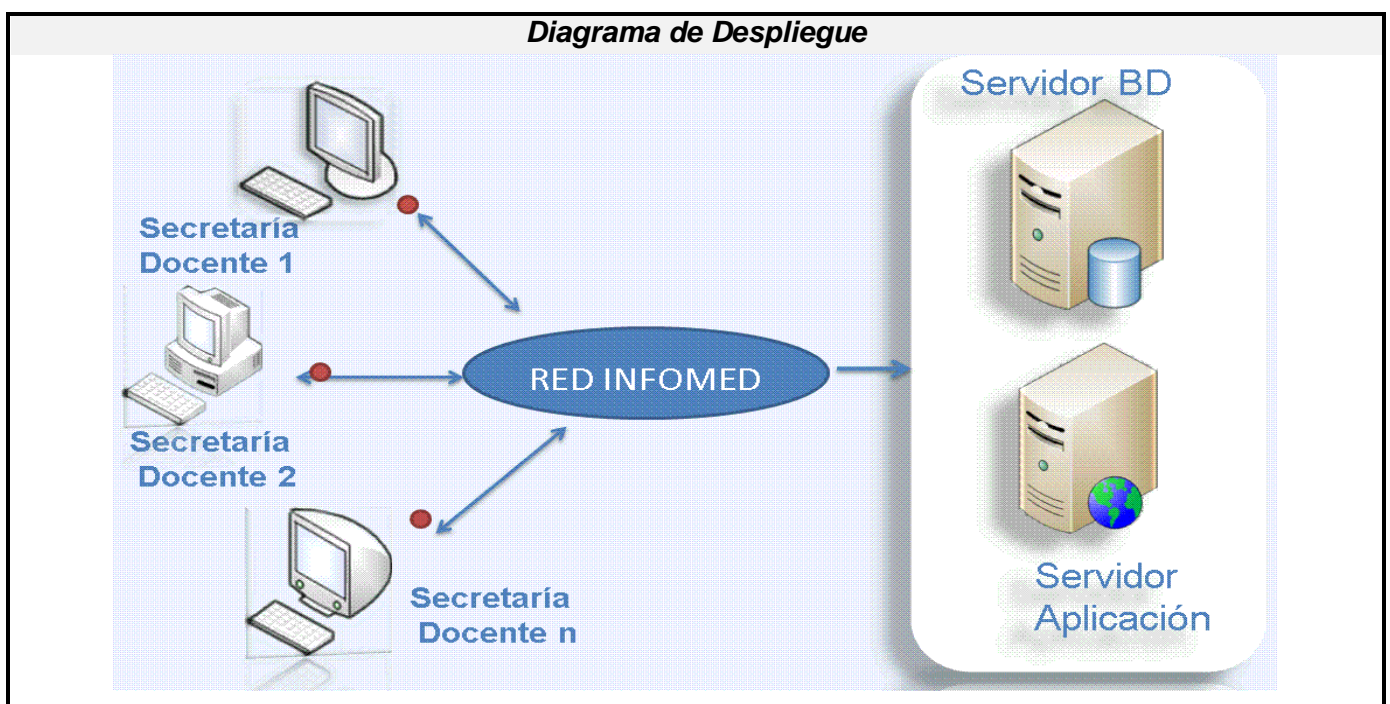 Diagrama de Despliegue
Servidor BD
Secretaría
Docente 1
RED INFOMED
Secretaría
Docente 2
Secretaría
Docente n
Servidor
Aplicación